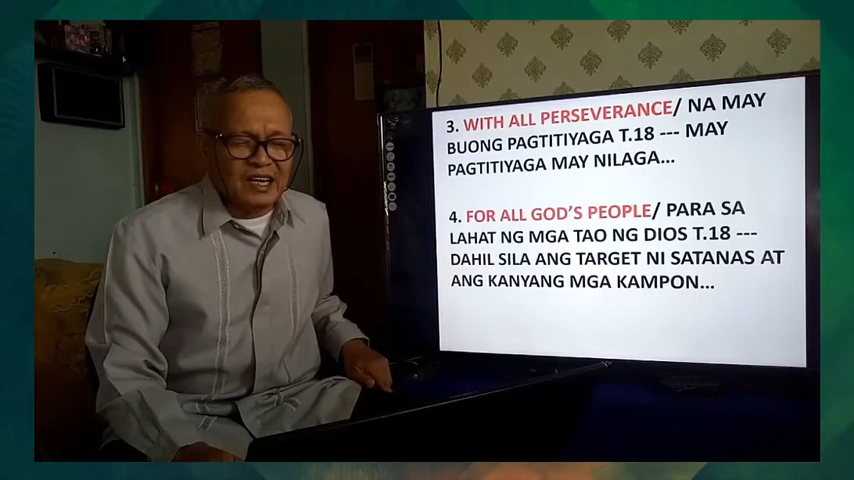 3. WITH ALL PERSEVERANCE/ NA MAY
BUONG PAGTITIYAGA T.18 --- MAY
PAGTITIYAGA MAY NILAGA...
4. FOR ALL GOD'S PEOPLE/ PARA SA
LAHAT NG MGA TAO NG DIOS T.18 ---
DAHIL SILA ANG TARGET NI SATANAS AT
ANG KANYANG MGA KAMPON...